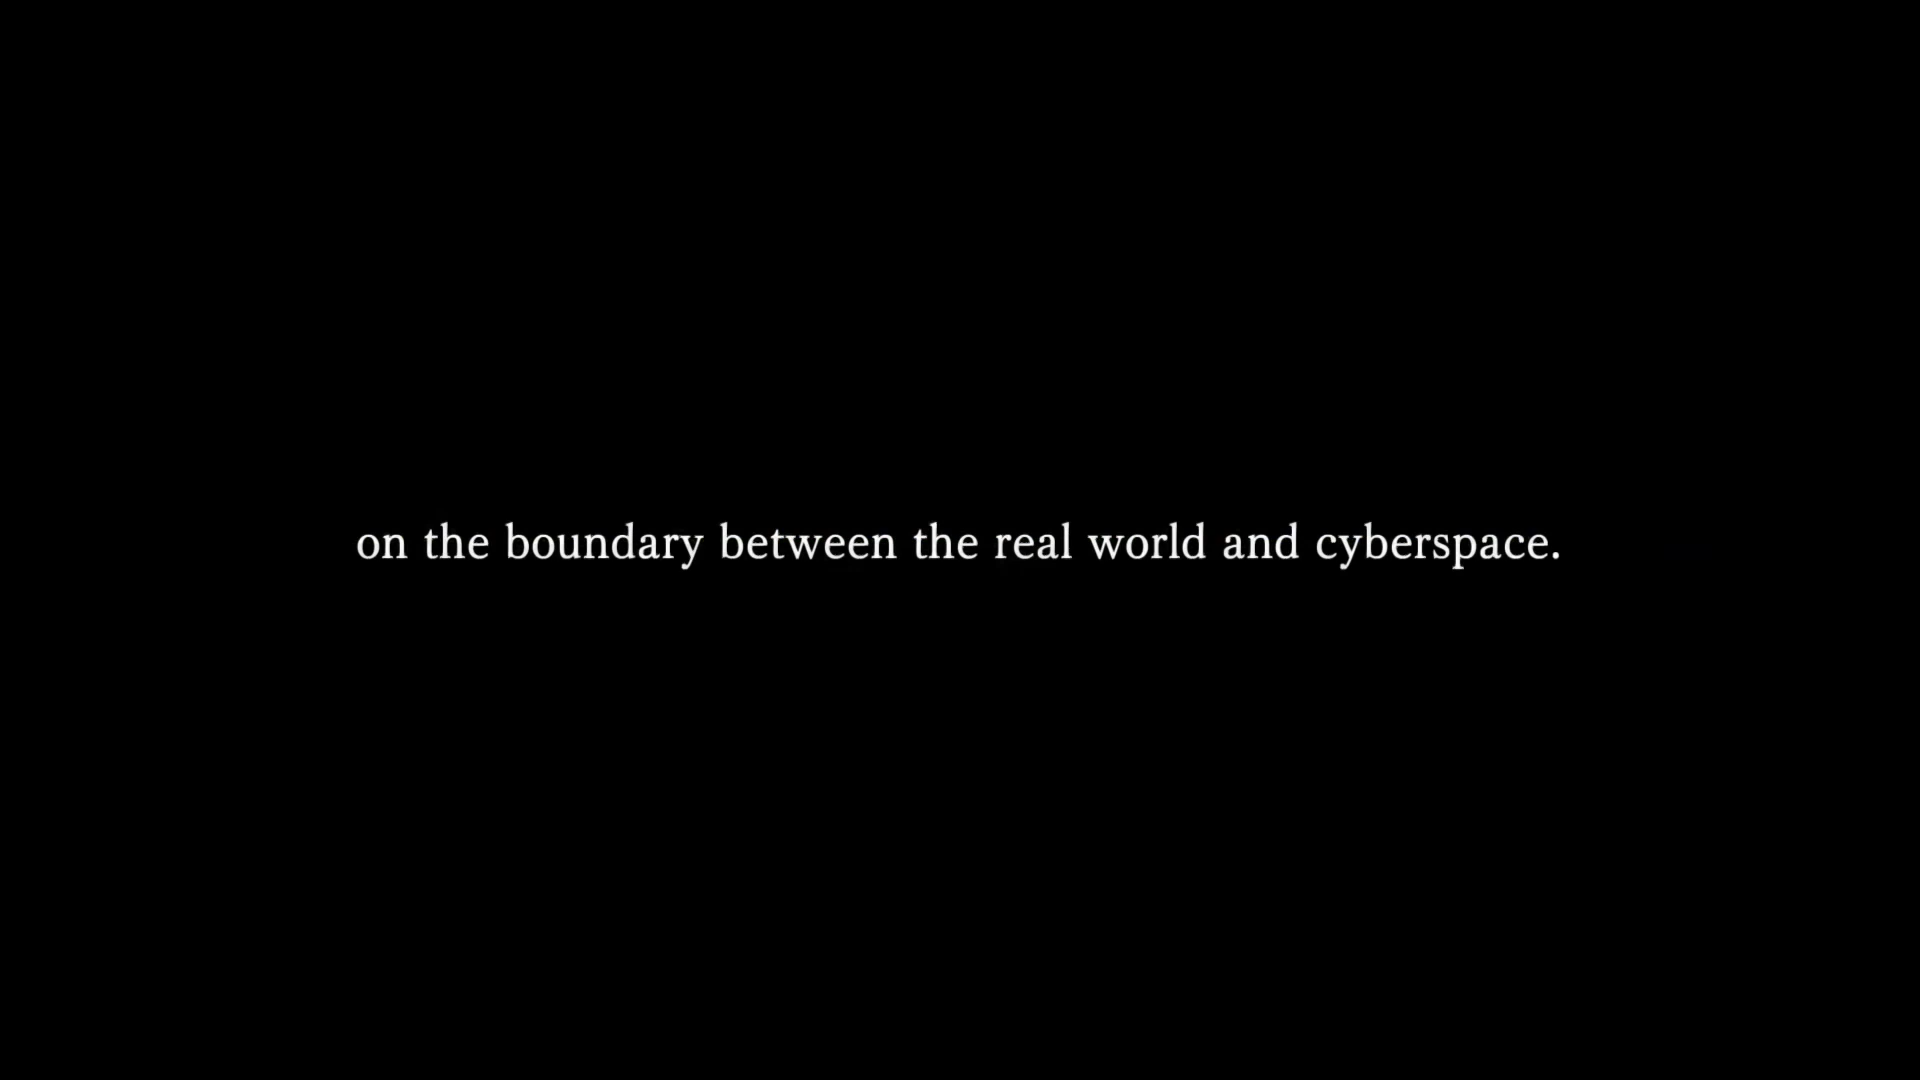 on the boundary between the real world and cyberspace.